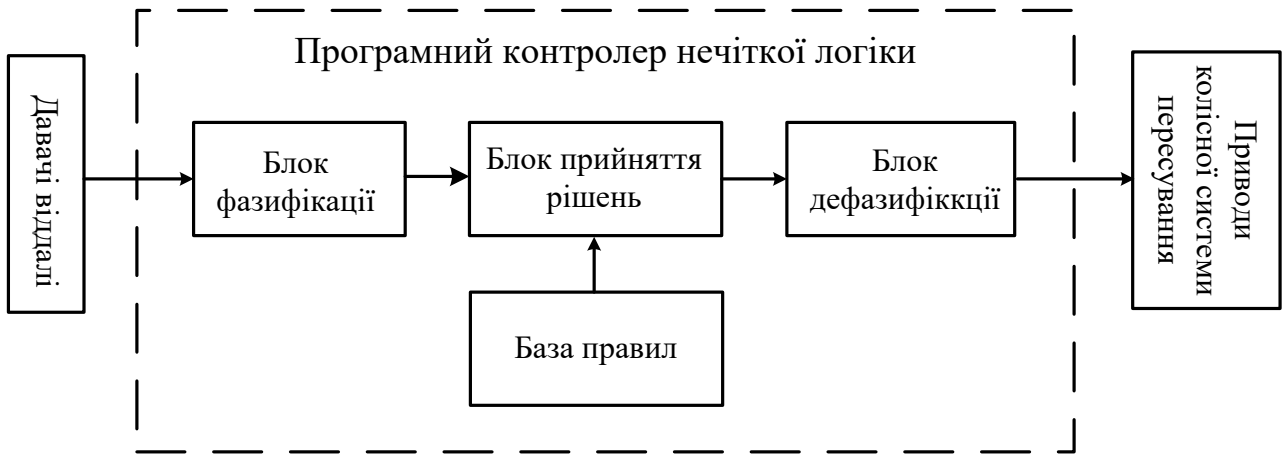 Програмний контролер нечіткої логіки
Давачі віддалі
Блок
фазифікації
Блок прийняття
рішень
Блок
дефазифіккції
База правил
Приводи
колісної системи
пересування